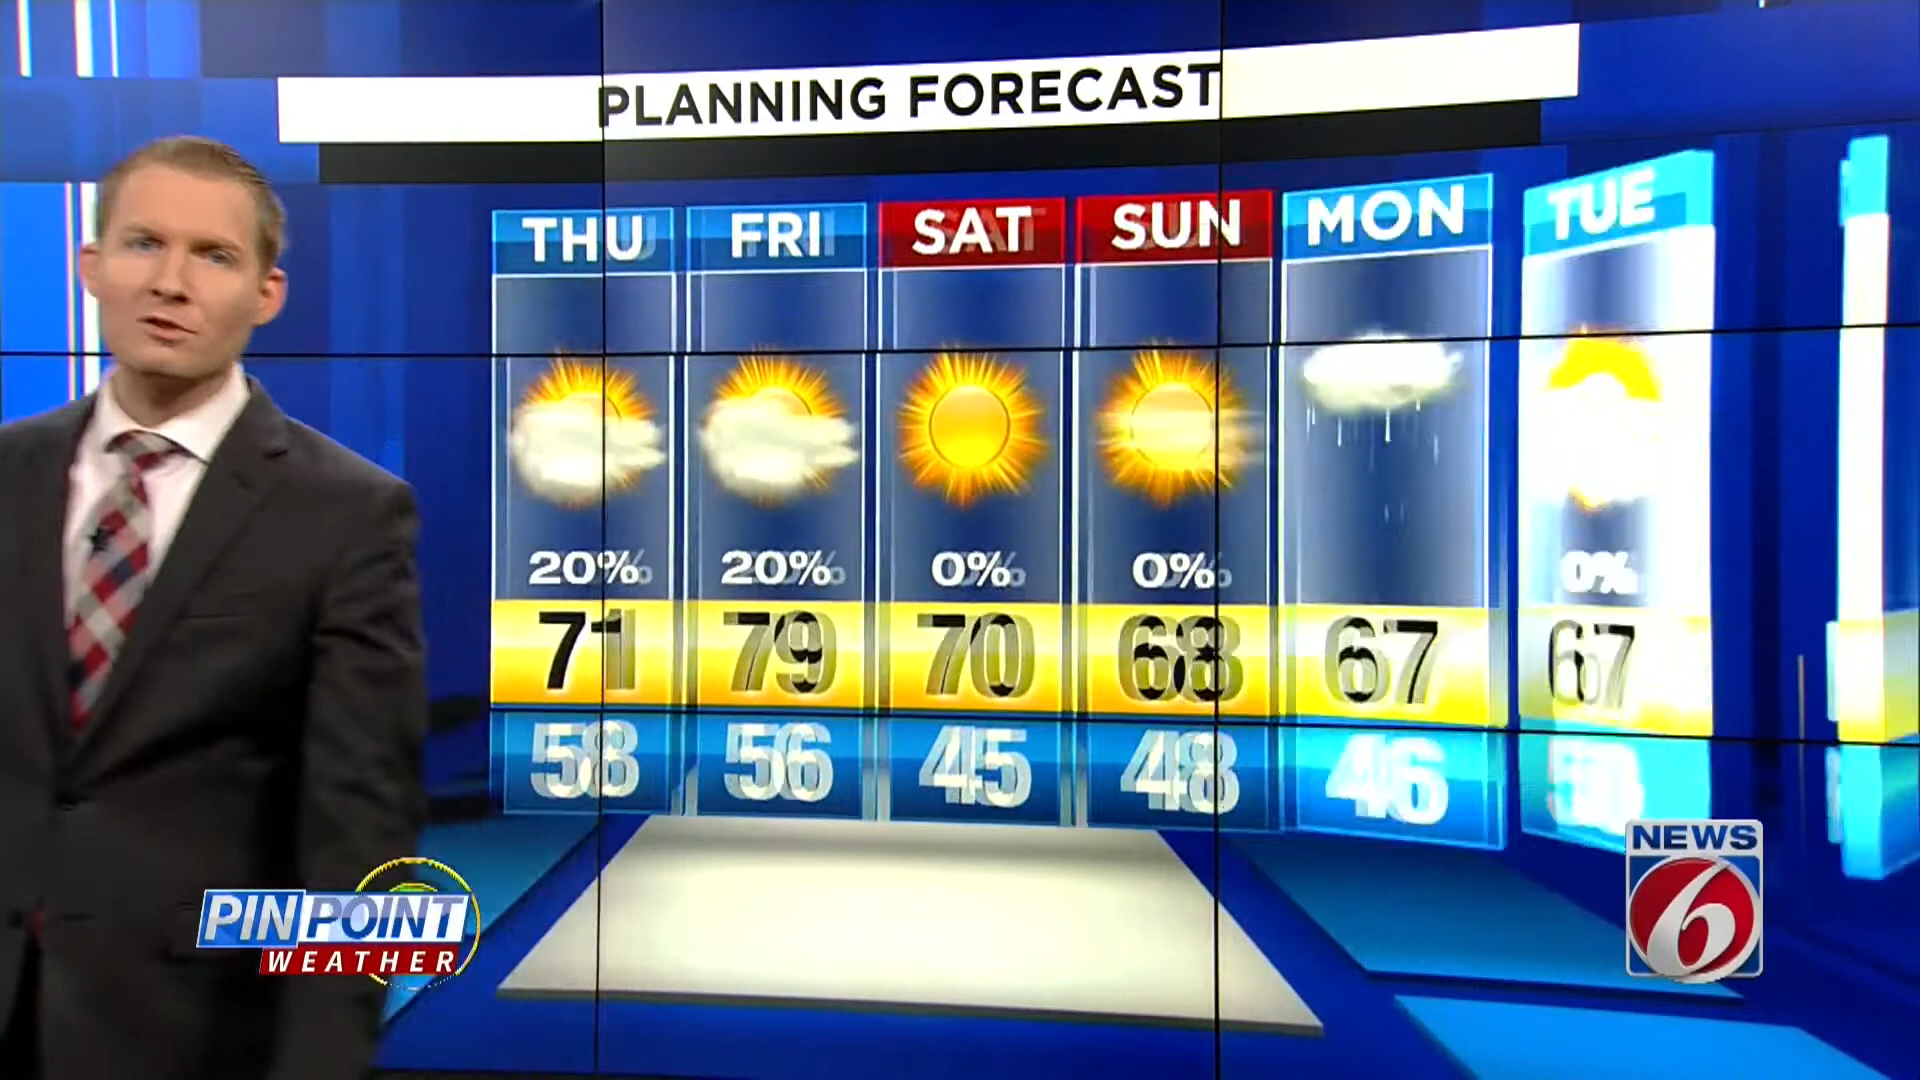 PLANNING FORECAST
THU FRI SAT SUN MON TUE
20% 20% 0% 0% 0%
71 79 70 68 67 67
58 56 45 48 46
PINPOINT
WEATHER
NEWS
6